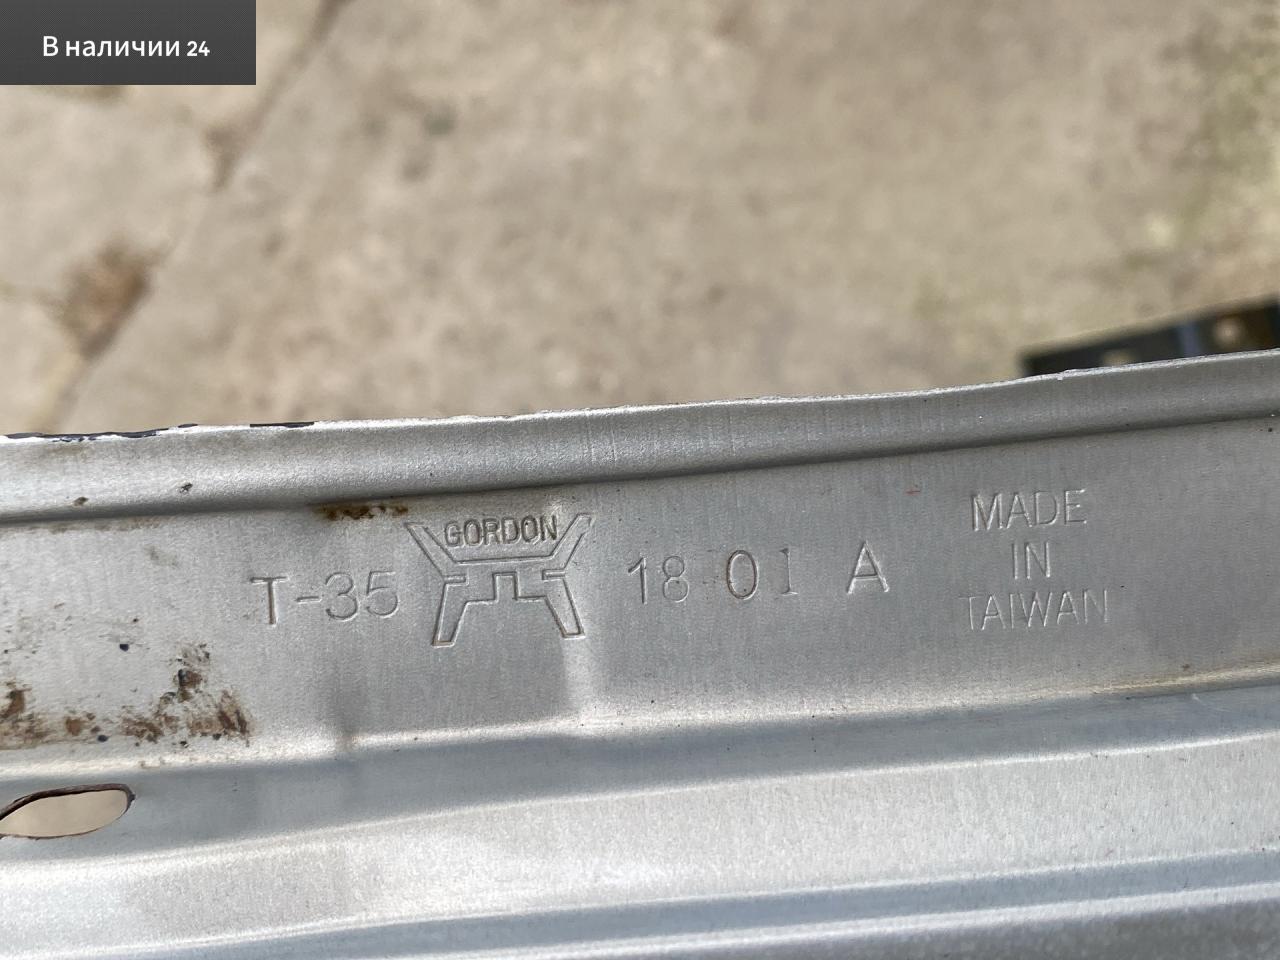 В наличии 24
GORDON
T-35 18 01 A
MADE
IN
TAIWAN